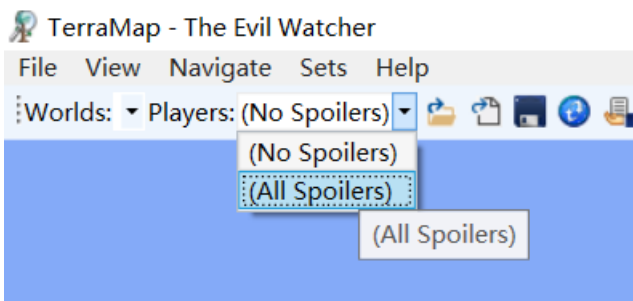 TerraMap - The Evil Watcher
File View Navigate Sets Help
Worlds: Players: (No Spoilers)
(No Spoilers)
(All Spoilers)
(All Spoilers)